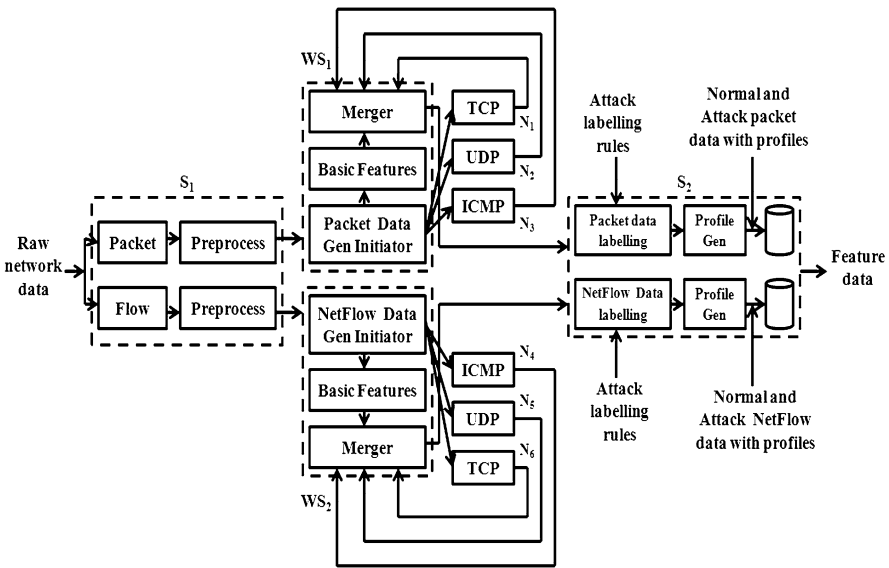 WS1
Merger
Basic Features
Packet Data
Gen Initiator
TCP
N1
UDP
N2
ICMP
N3
S1
Raw
network
data
Packet
Preprocess
Flow
Preprocess
NetFlow Data
Gen Initiator
Basic Features
Merger
WS2
ICMP
N4
UDP
N5
TCP
N6
Attack
labelling
rules
Normal and
Attack packet
data with profiles
S2
Packet data
labelling
Profile
Gen
NetFlow Data
labelling
Profile
Gen
Feature
data
Attack
labelling
rules
Normal and
Attack NetFlow
data with profiles